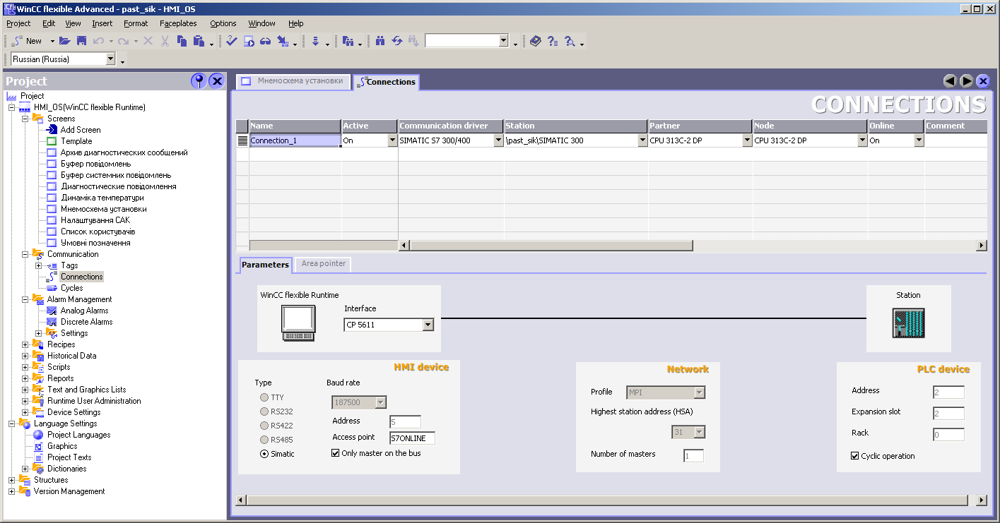 WinCC flexible Advanced - past_sik - HMI_OS
Project Edit View Insert Format Faceplates Options Window Help
New
Russian (Russia)
Project
Project
HMI_OS(WinCC flexible Runtime)
Screens
Add Screen
Template
Архив диагностических сообщений
Буфер повідомлень
Буфер системних повідомлень
Диагностические повідомлення
Динаміка температури
Мнемосхема установки
Налаштування САК
Список користувачів
Умовні позначення
Communication
Tags
Connections
Cycles
Alarm Management
Analog Alarms
Discrete Alarms
Settings
Recipes
Historical Data
Scripts
Reports
Text and Graphics Lists
Runtime User Administration
Device Settings
Language Settings
Project Languages
Graphics
Project Texts
Dictionaries
Structures
Version Management
Мнемосхема установки Connections
CONNECTIONS
Name Active Communication driver Station Partner Node Online Comment
Connection_1 On SIMATIC S7 300/400 \past_sik\SIMATIC 300 CPU 313C-2 DP CPU 313C-2 DP On
Parameters Area pointer
WinCC flexible Runtime
Interface
CP 5611
Station
HMI device
Type
TTY
RS232
RS422
RS485
Simatic
Baud rate
187500
Address 5
Access point S7ONLINE
Only master on the bus
Network
Profile MPI
Highest station address (HSA)
31
Number of masters 1
PLC device
Address 2
Expansion slot 2
Rack 0
Cyclic operation